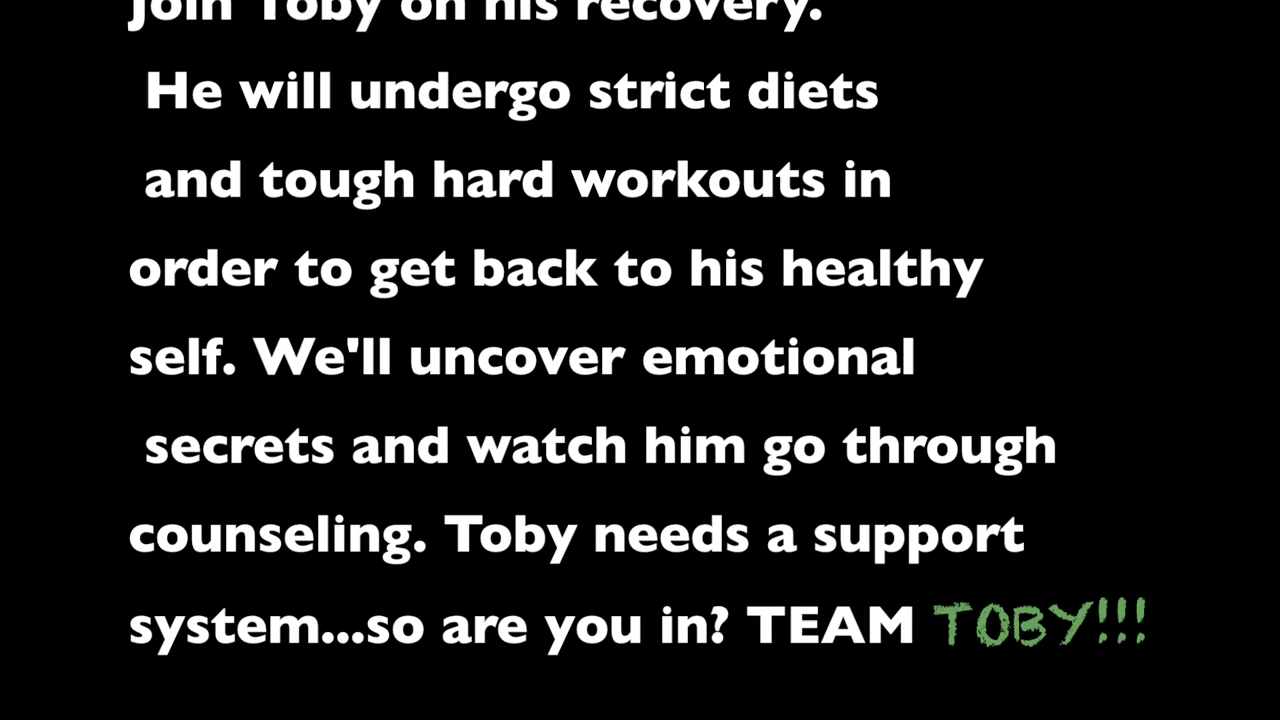 Join Toby on his recovery.
He will undergo strict diets
and tough hard workouts in
order to get back to his healthy
self. We'll uncover emotional
secrets and watch him go through
counseling. Toby needs a support
system...so are you in? TEAM TOBY!!!